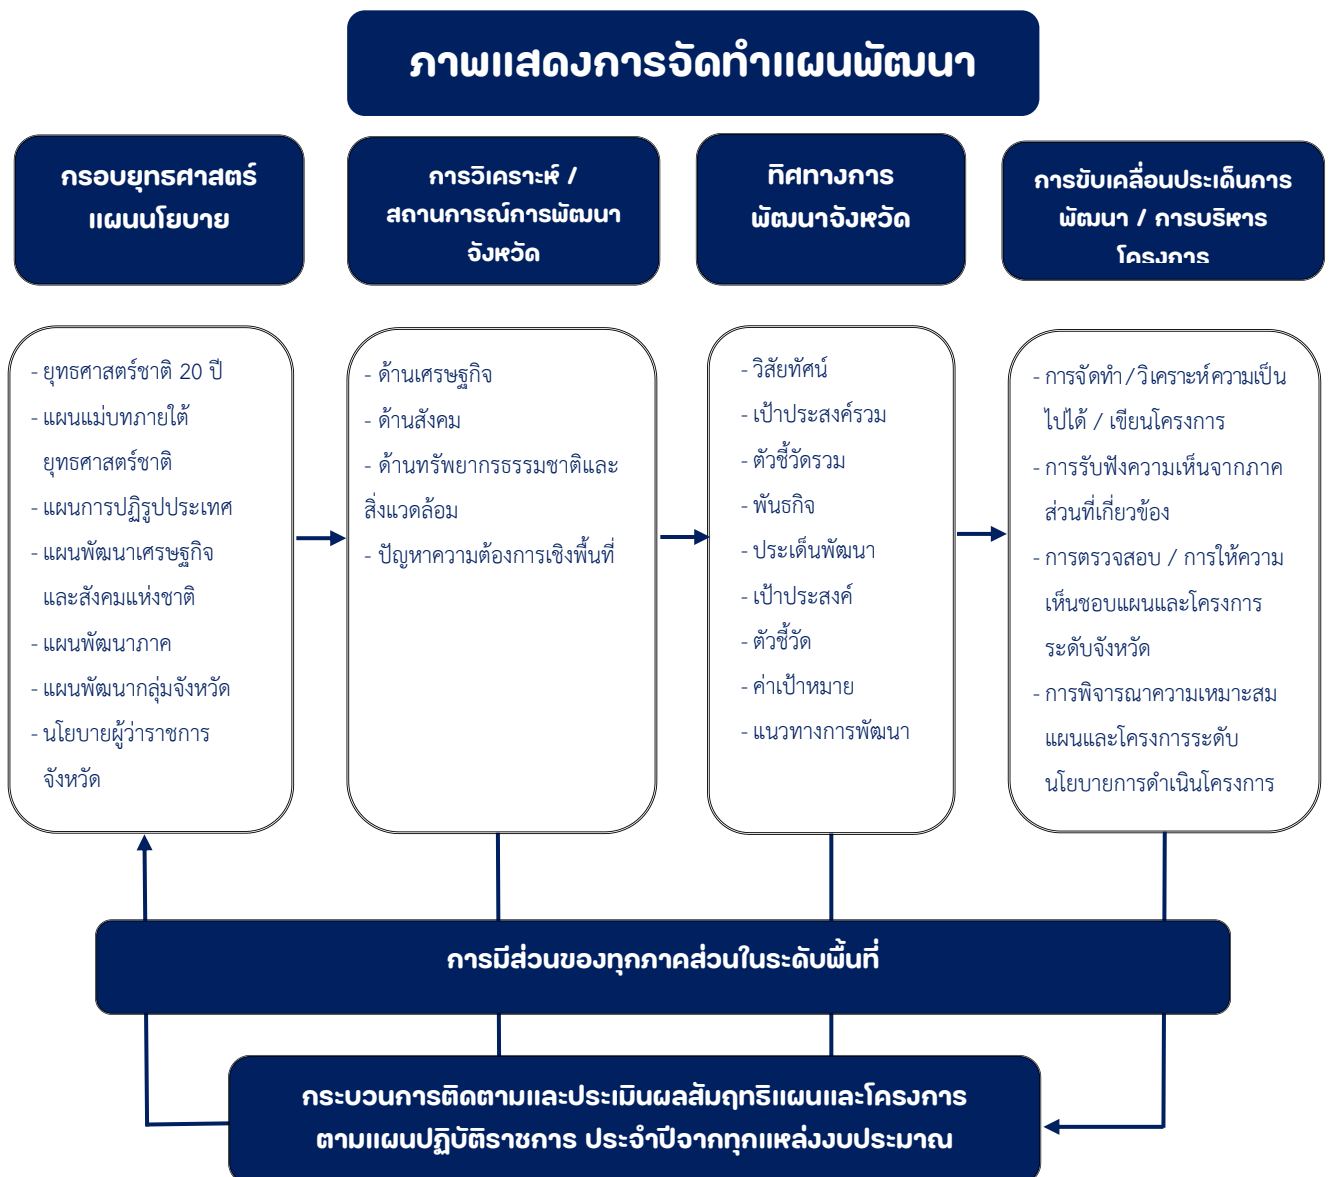 ภาพแสดงการจัดทำแผนพัฒนา
กรอบยุทธศาสตร์
แผนนโยบาย
การวิเคราะห์ /
สถานการณ์การพัฒนา
จังหวัด
ทิศทางการ
พัฒนาจังหวัด
การขับเคลื่อนประเด็นการ
พัฒนา / การบริหาร
โครงการ
- ยุทธศาสตร์ชาติ 20 ปี
- แผนแม่บทภายใต้
ยุทธศาสตร์ชาติ
- แผนการปฏิรูปประเทศ
- แผนพัฒนาเศรษฐกิจ
และสังคมแห่งชาติ
- แผนพัฒนาภาค
- แผนพัฒนากลุ่มจังหวัด
- นโยบายผู้ว่าราชการ
จังหวัด
- ด้านเศรษฐกิจ
- ด้านสังคม
- ด้านทรัพยากรธรรมชาติและ
สิ่งแวดล้อม
- ปัญหาความต้องการเชิงพื้นที่
- วิสัยทัศน์
- เป้าประสงค์รวม
- ตัวชี้วัดรวม
- พันธกิจ
- ประเด็นพัฒนา
- เป้าประสงค์
- ตัวชี้วัด
- ค่าเป้าหมาย
- แนวทางการพัฒนา
- การจัดทำ / วิเคราะห์ความเป็น
ไปได้ / เขียนโครงการ
- การรับฟังความเห็นจากภาค
ส่วนที่เกี่ยวข้อง
- การตรวจสอบ / การให้ความ
เห็นชอบแผนและโครงการ
ระดับจังหวัด
- การพิจารณาความเหมาะสม
แผนและโครงการระดับ
นโยบายการดำเนินโครงการ
การมีส่วนของทุกภาคส่วนในระดับพื้นที่
กระบวนการติดตามและประเมินผลสัมฤทธิแผนและโครงการ
ตามแผนปฏิบัติราชการ ประจำปีจากทุกแหล่งงบประมาณ